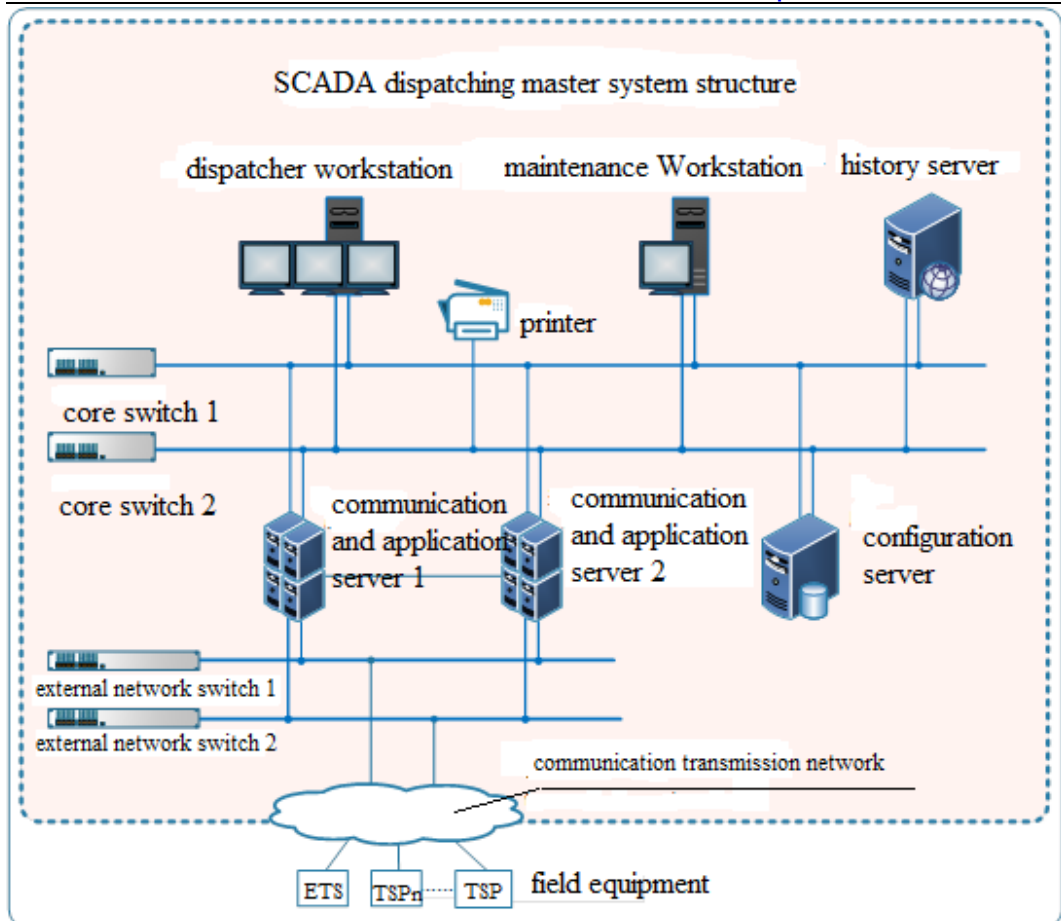 SCADA dispatching master system structure
dispatcher workstation
maintenance Workstation
history server
printer
core switch 1
core switch 2
communication
and application
server 1
communication
and application
server 2
configuration
server
external network switch 1
external network switch 2
communication transmission network
ETS
TSPn
TSP
field equipment